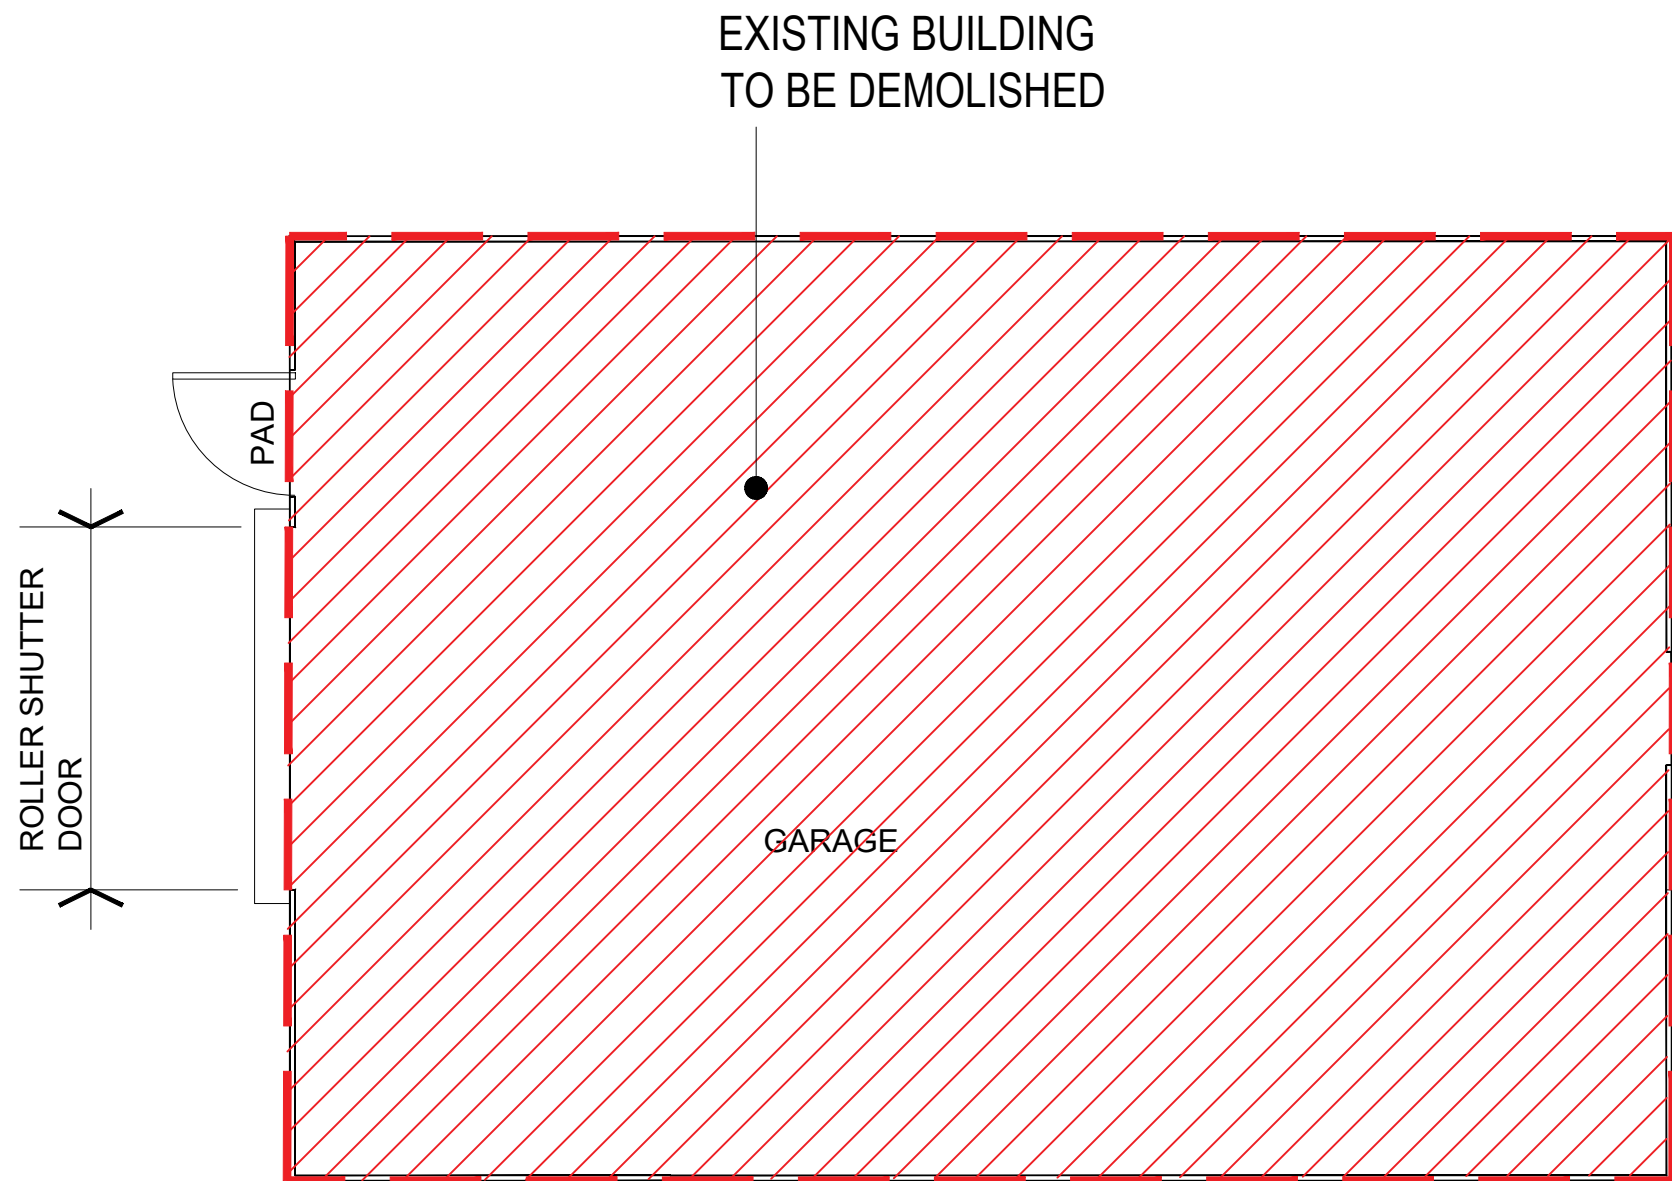 EXISTING BUILDING
TO BE DEMOLISHED
PAD
ROLLER SHUTTER
DOOR
GARAGE